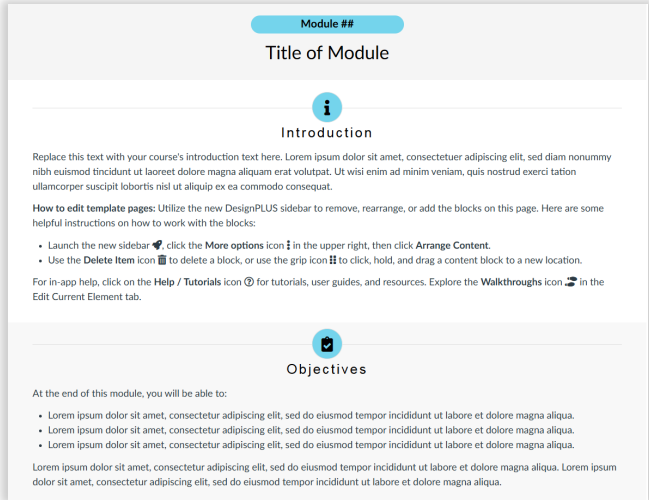 Module ##
Title of Module
Introduction
Replace this text with your course's introduction text here. Lorem ipsum dolor sit amet, consectetuer adipiscing elit, sed diam nonummy
nibh euismod tincidunt ut laoreet dolore magna aliquam erat volutpat. Ut wisi enim ad minim veniam, quis nostrud exerci tation
ullamcorper suscipit lobortis nisl ut aliquip ex ea commodo consequat.
How to edit template pages: Utilize the new DesignPLUS sidebar to remove, rearrange, or add the blocks on this page. Here are some
helpful instructions on how to work with the blocks:
• Launch the new sidebar , click the More options icon in the upper right, then click Arrange Content.
• Use the Delete Item icon to delete a block, or use the grip icon to click, hold, and drag a content block to a new location.
For in-app help, click on the Help / Tutorials icon for tutorials, user guides, and resources. Explore the Walkthroughs icon in the
Edit Current Element tab.
Objectives
At the end of this module, you will be able to:
• Lorem ipsum dolor sit amet, consectetur adipiscing elit, sed do eiusmod tempor incididunt ut labore et dolore magna aliqua.
• Lorem ipsum dolor sit amet, consectetur adipiscing elit, sed do eiusmod tempor incididunt ut labore et dolore magna aliqua.
• Lorem ipsum dolor sit amet, consectetur adipiscing elit, sed do eiusmod tempor incididunt ut labore et dolore magna aliqua.
Lorem ipsum dolor sit amet, consectetur adipiscing elit, sed do eiusmod tempor incididunt ut labore et dolore magna aliqua. Lorem ipsum
dolor sit amet, consectetur adipiscing elit, sed do eiusmod tempor incididunt ut labore et dolore magna aliqua.